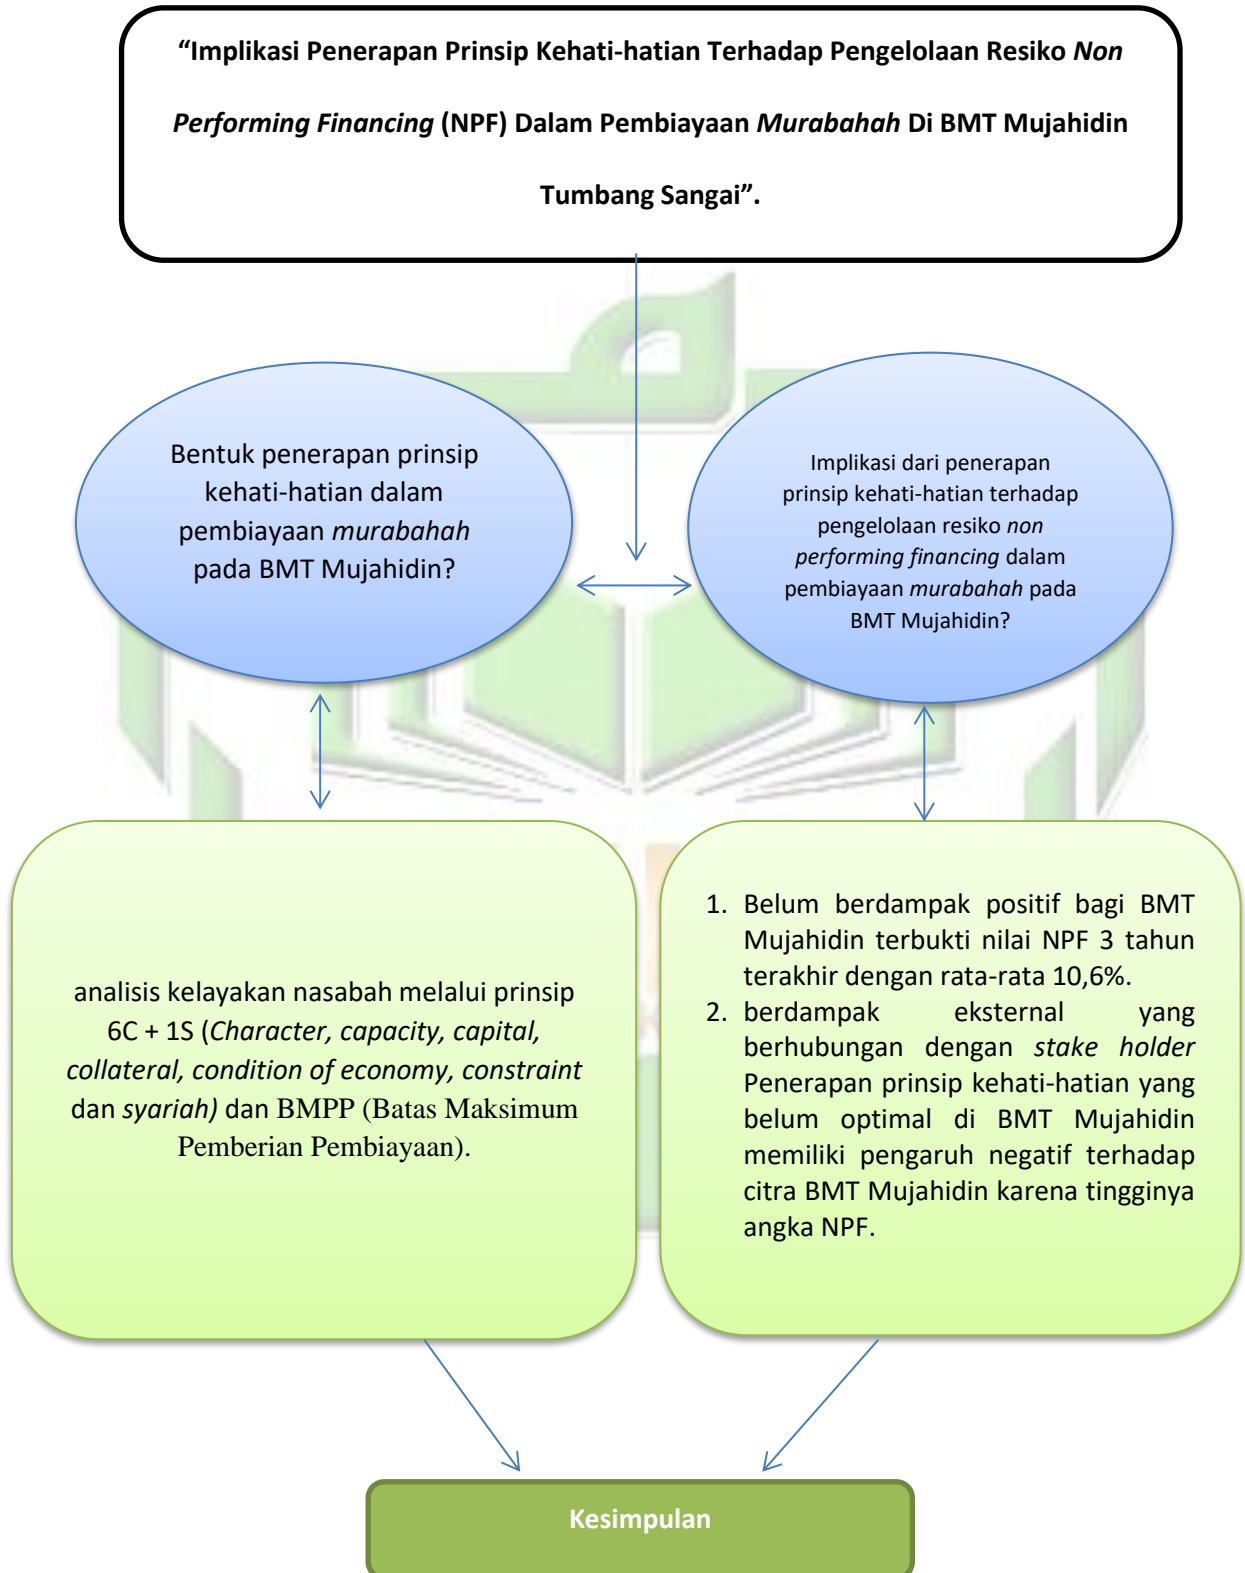 “Implikasi Penerapan Prinsip Kehati-hatian Terhadap Pengelolaan Resiko Non
Performing Financing (NPF) Dalam Pembiayaan Murabahah Di BMT Mujahidin
Tumbang Sangai”.
Bentuk penerapan prinsip
kehati-hatian dalam
pembiayaan murabahah
pada BMT Mujahidin?
Implikasi dari penerapan
prinsip kehati-hatian terhadap
pengelolaan resiko non
performing financing dalam
pembiayaan murabahah pada
BMT Mujahidin?
analisis kelayakan nasabah melalui prinsip
6C + 1S (Character, capacity, capital,
collateral, condition of economy, constraint
dan syariah) dan BMPP (Batas Maksimum
Pemberian Pembiayaan).
1. Belum berdampak positif bagi BMT
Mujahidin terbukti nilai NPF 3 tahun
terakhir dengan rata-rata 10,6%.
2. berdampak eksternal yang
berhubungan dengan stake holder
Penerapan prinsip kehati-hatian yang
belum optimal di BMT Mujahidin
memiliki pengaruh negatif terhadap
citra BMT Mujahidin karena tingginya
angka NPF.
Kesimpulan